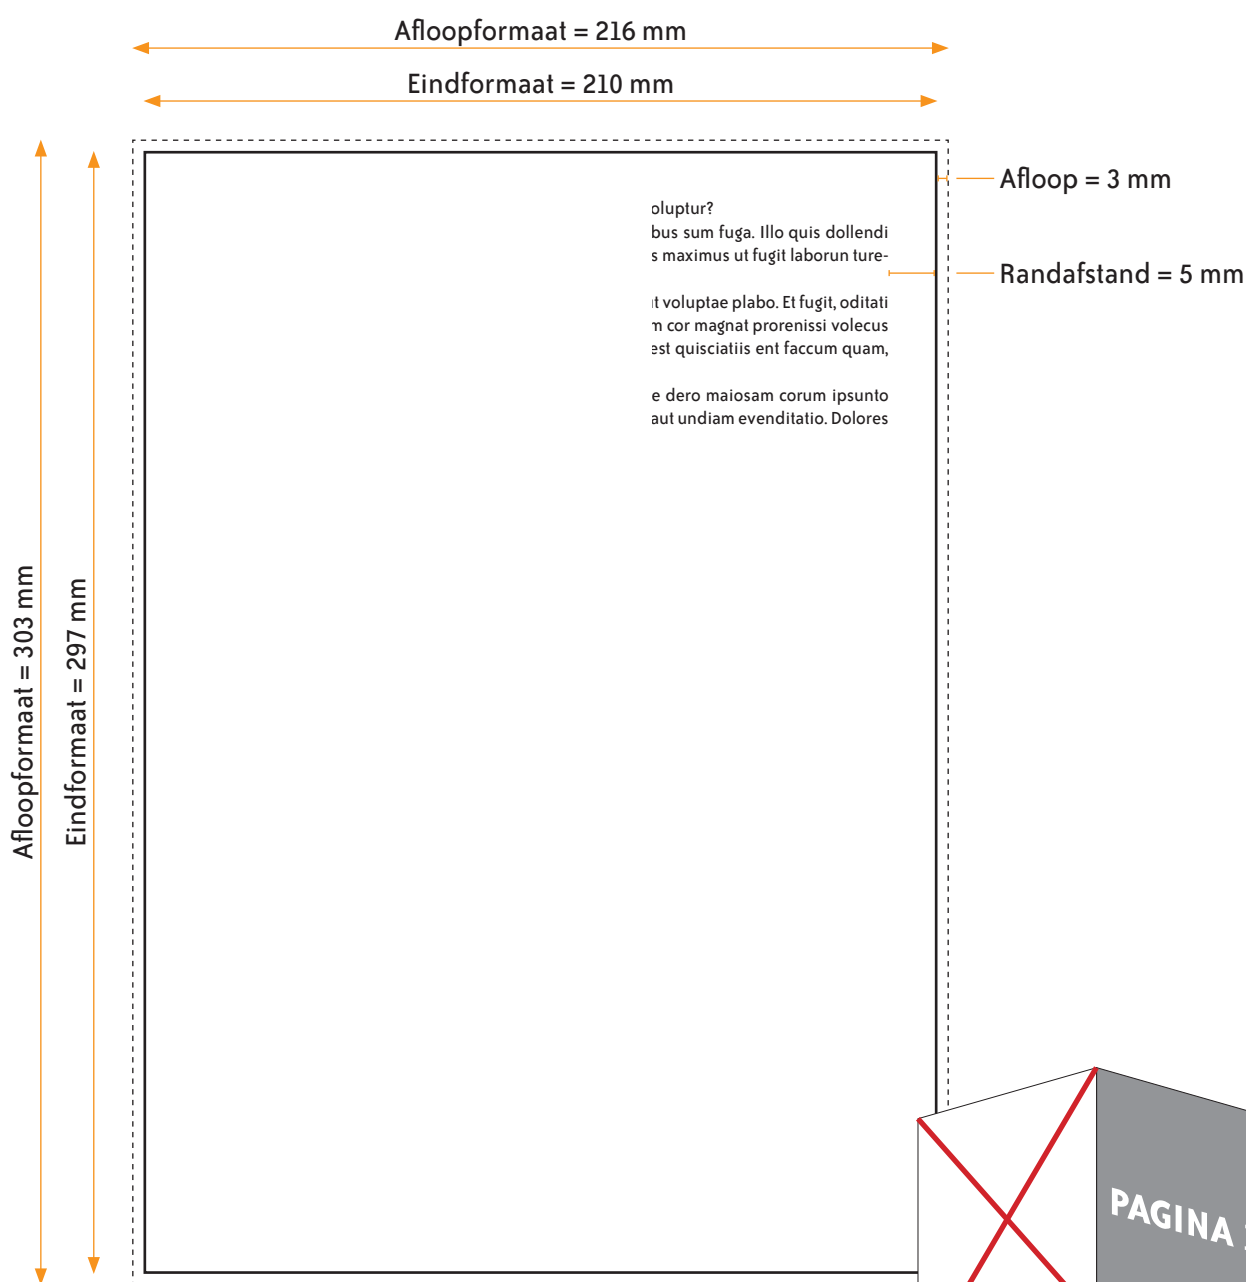 Afloopformaat = 216 mm
Eindformaat = 210 mm
Afloop = 3 mm
oluptur?
bus sum fuga. Illo quis dollendi
s maximus ut fugit laborun ture-
Randafstand = 5 mm
t voluptae plabo. Et fugit, oditati
m cor magnat prorenissi volecus
est quisciatiis ent faccum quam,
e dero maiosam corum ipsunto
aut undiam evenditatio. Dolores
Afloopformaat = 303 mm
Eindformaat = 297 mm
PAGINA